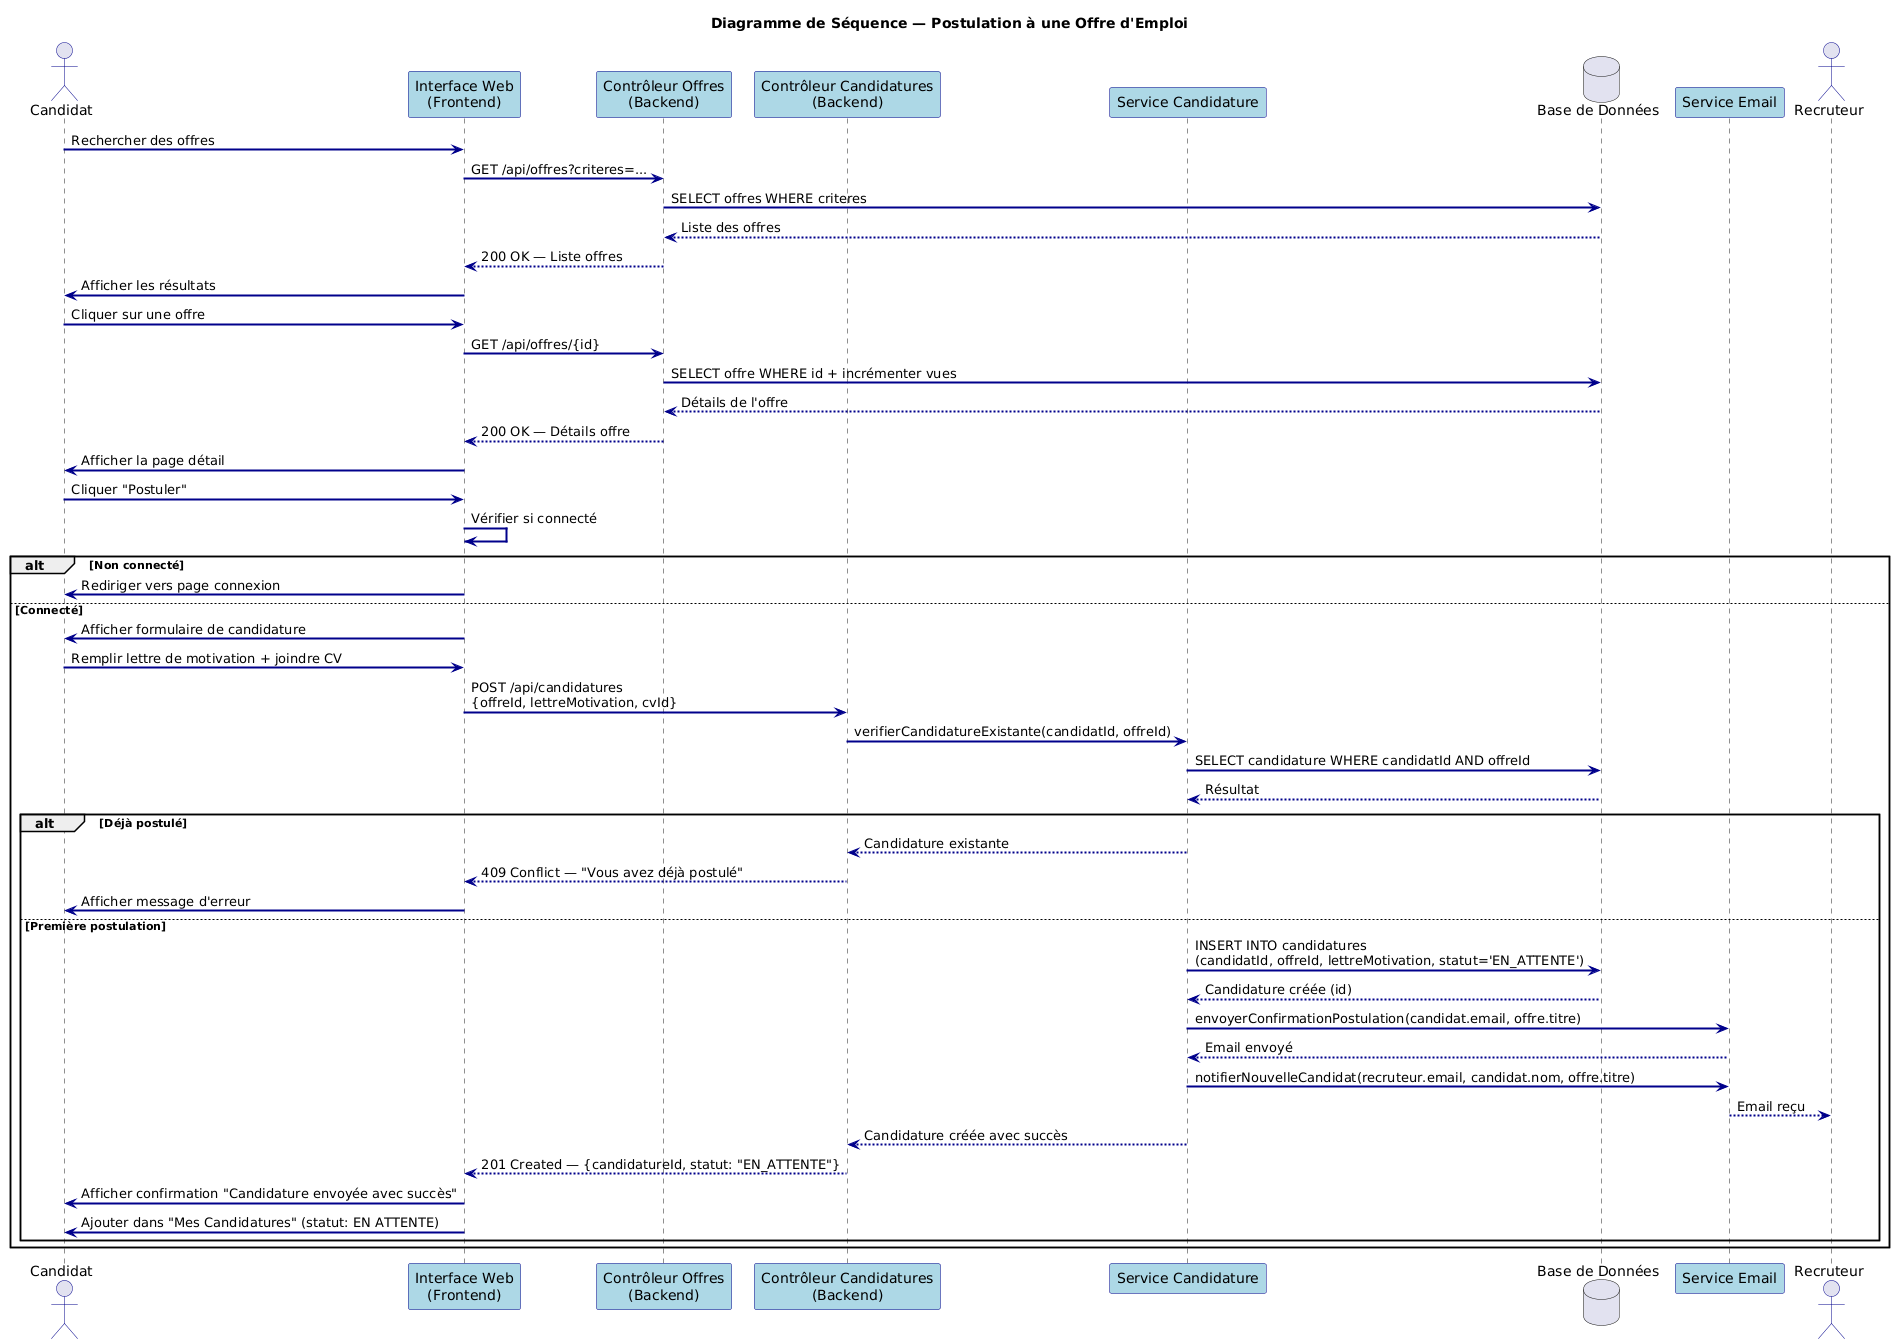 Diagramme de Séquence — Postulation à une Offre d'Emploi
Candidat
Interface Web
(Frontend)
Contrôleur Offres
(Backend)
Contrôleur Candidatures
(Backend)
Service Candidature
Base de Données
Service Email
Recruteur
Rechercher des offres
GET /api/offres?criteres=...
SELECT offres WHERE criteres
Liste des offres
200 OK — Liste offres
Afficher les résultats
Cliquer sur une offre
GET /api/offres/{id}
SELECT offre WHERE id + incrémenter vues
Détails de l'offre
200 OK — Détails offre
Afficher la page détail
Cliquer "Postuler"
Vérifier si connecté
alt [Non connecté]
Rediriger vers page connexion
[Connecté]
Afficher formulaire de candidature
Remplir lettre de motivation + joindre CV
POST /api/candidatures
{offreId, lettreMotivation, cvId}
verifierCandidatureExistante(candidatId, offreId)
SELECT candidature WHERE candidatId AND offreId
Résultat
alt [Déjà postulé]
Candidature existante
409 Conflict — "Vous avez déjà postulé"
Afficher message d'erreur
[Première postulation]
INSERT INTO candidatures
(candidatId, offreId, lettreMotivation, statut='EN_ATTENTE')
Candidature créée (id)
envoyerConfirmationPostulation(candidat.email, offre.titre)
Email envoyé
notifierNouvelleCandidat(recruteur.email, candidat.nom, offre.titre)
Email reçu
Candidature créée avec succès
201 Created — {candidatureId, statut: "EN_ATTENTE"}
Afficher confirmation "Candidature envoyée avec succès"
Ajouter dans "Mes Candidatures" (statut: EN ATTENTE)
Candidat
Interface Web
(Frontend)
Contrôleur Offres
(Backend)
Contrôleur Candidatures
(Backend)
Service Candidature
Base de Données
Service Email
Recruteur